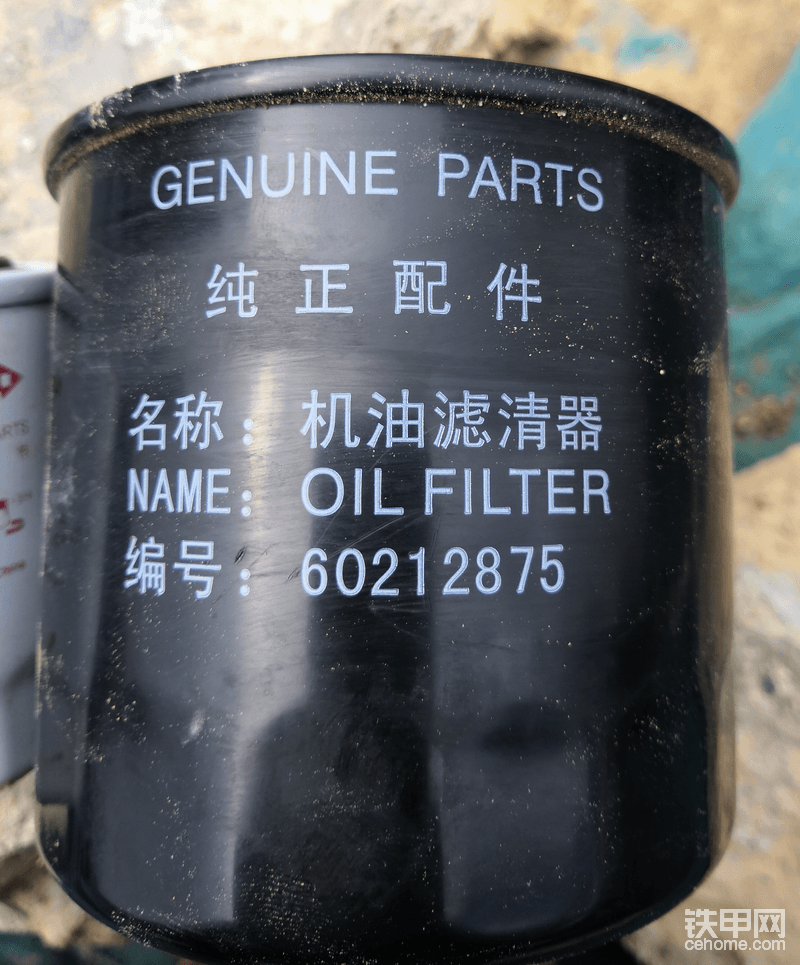 GENUINE PARTS
纯正配件
名称：机油滤清器
NAME：OIL FILTER
编号：60212875
铁甲网
cehome.com